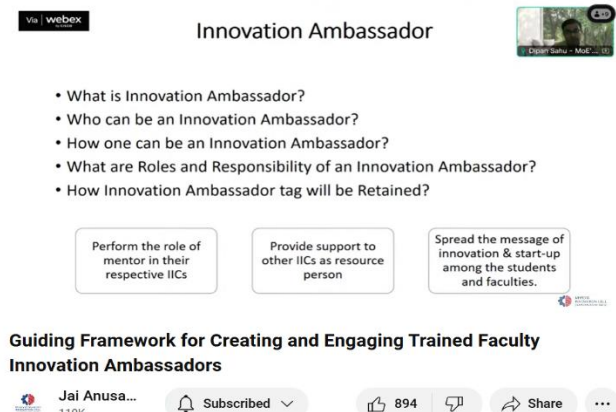 Via | webex
Innovation Ambassador
Dipan Sahu - MoE'...
• What is Innovation Ambassador?
• Who can be an Innovation Ambassador?
• How one can be an Innovation Ambassador?
• What are Roles and Responsibility of an Innovation Ambassador?
• How Innovation Ambassador tag will be Retained?
Perform the role of
mentor in their
respective IICs
Provide support to
other IICs as resource
person
Spread the message of
innovation & start-up
among the students
and faculties.
Guiding Framework for Creating and Engaging Trained Faculty
Innovation Ambassadors
Jai Anusa...
Subscribed
894
Share
...